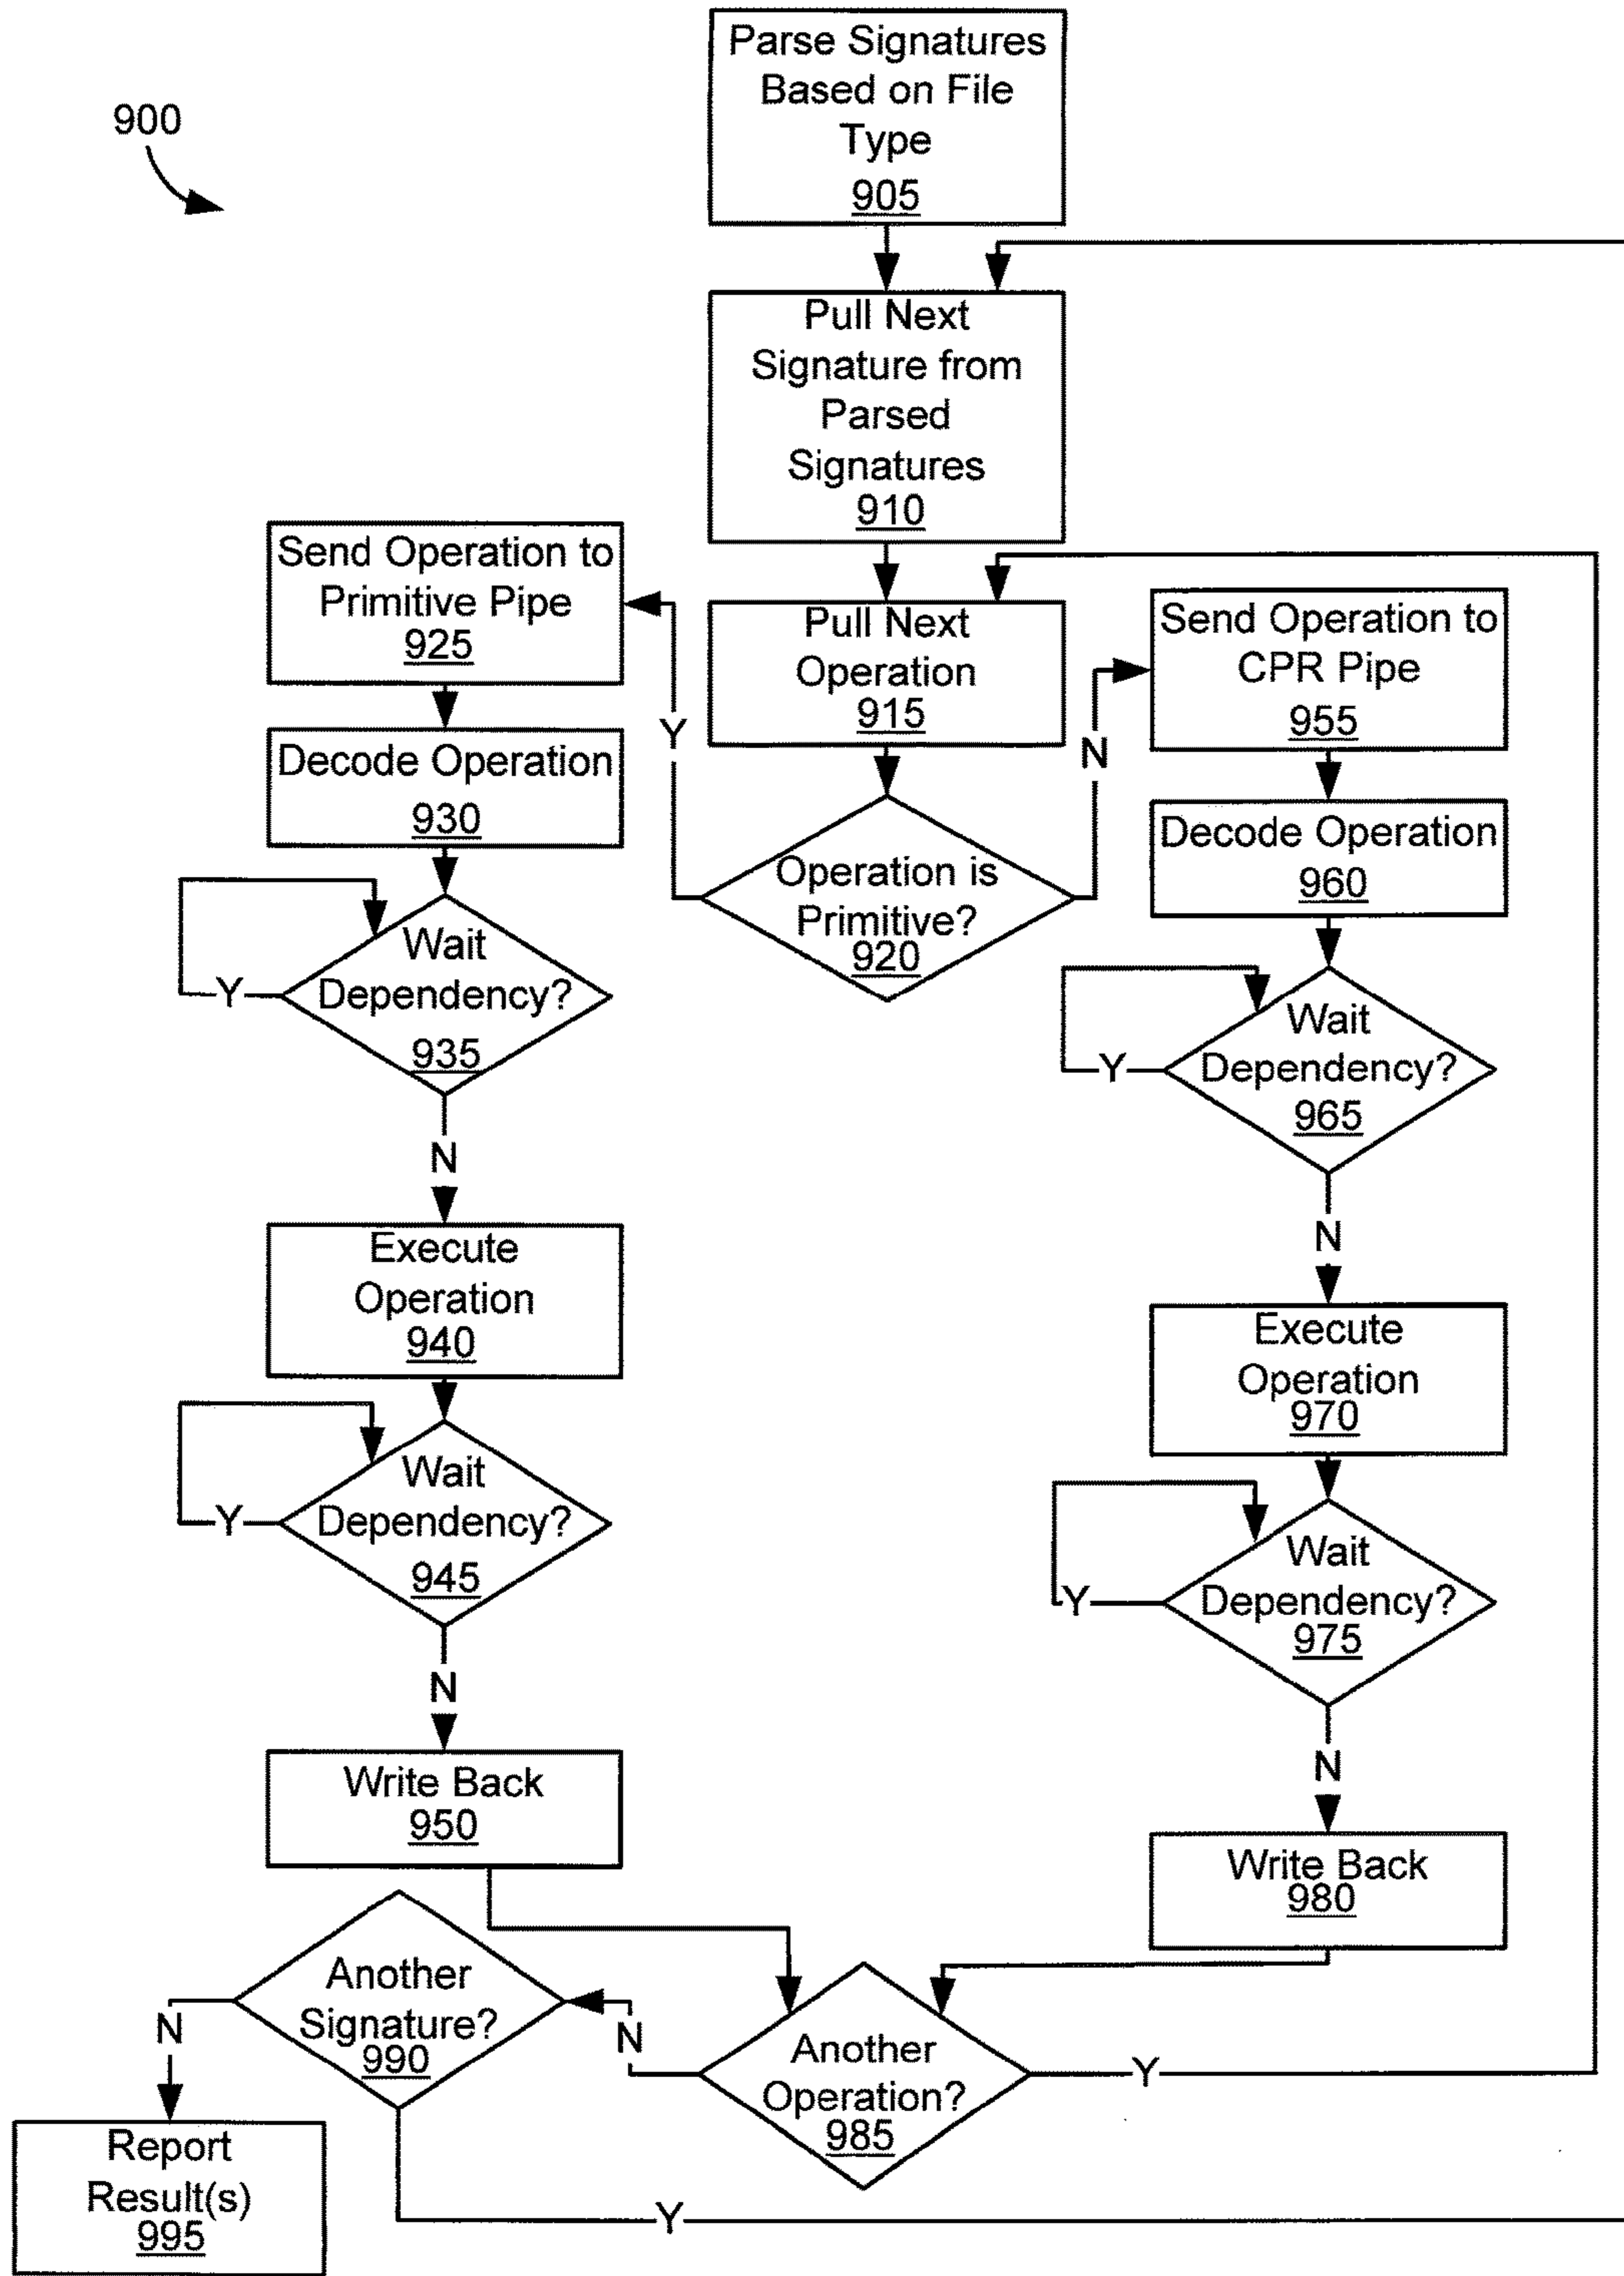 900
Parse Signatures
Based on File
Type
905
Pull Next
Signature from
Parsed
Signatures
910
Send Operation to
Primitive Pipe
925
Pull Next
Operation
915
Send Operation to
CPR Pipe
955
Y
N
Decode Operation
930
Operation is
Primitive?
920
Decode Operation
960
Wait
Dependency?
935
Y
N
Wait
Dependency?
965
Y
N
Execute
Operation
940
Execute
Operation
970
Wait
Dependency?
945
Y
N
Wait
Dependency?
975
Y
N
Write Back
950
Write Back
980
Another
Signature?
990
N
N
Another
Operation?
985
Y
Report
Result(s)
995
Y